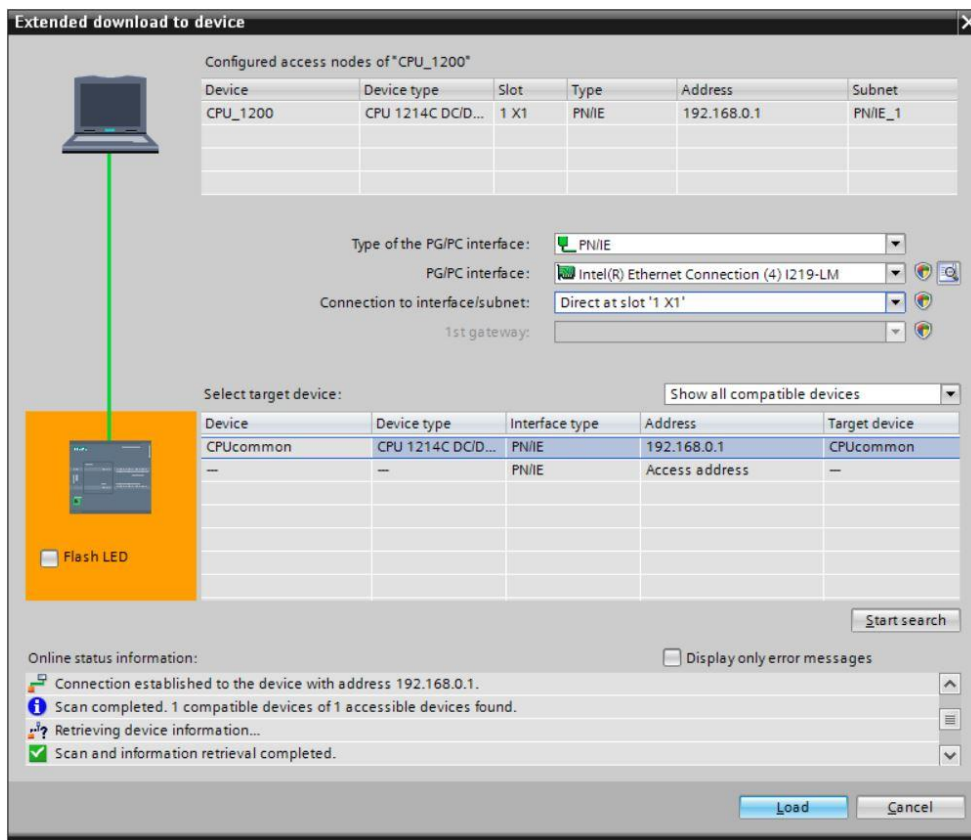 Extended download to device
Configured access nodes of "CPU_1200"
Device Device type Slot Type Address Subnet
CPU_1200 CPU 1214C DC/D... 1 X1 PN/IE 192.168.0.1 PN/IE_1
Type of the PG/PC interface: PN/IE
PG/PC interface: Intel(R) Ethernet Connection (4) I219-LM
Connection to interface/subnet: Direct at slot '1 X1'
1st gateway:
Select target device: Show all compatible devices
Device Device type Interface type Address Target device
CPUcommon CPU 1214C DC/D... PN/IE 192.168.0.1 CPUcommon
— — PN/IE Access address —
Flash LED
Start search
Online status information: Display only error messages
Connection established to the device with address 192.168.0.1.
Scan completed. 1 compatible devices of 1 accessible devices found.
Retrieving device information...
Scan and information retrieval completed.
Load Cancel